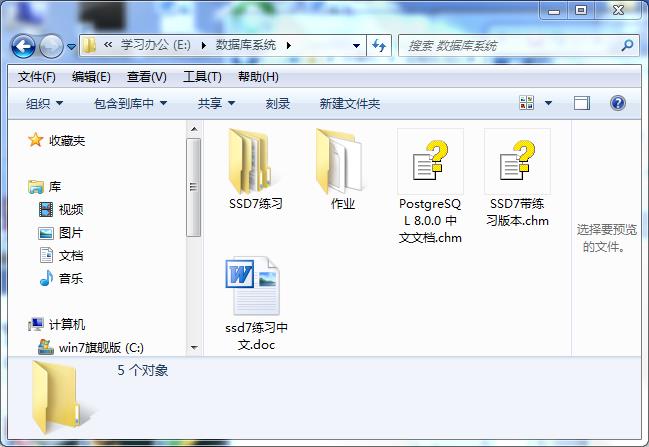 « 学习办公 (E:) ▸ 数据库系统 ▸
搜索 数据库系统
文件(F) 编辑(E) 查看(V) 工具(T) 帮助(H)
组织 包含到库中 共享 刻录 新建文件夹
收藏夹
库
视频
图片
文档
音乐
计算机
win7旗舰版 (C:)
SSD7练习
作业
PostgreSQ
L 8.0.0 中
文文档.chm
SSD7带练
习版本.chm
ssd7练习中
文.doc
选择要预览
的文件。
5 个对象